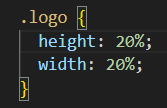 .logo {
  height: 20%;
  width: 20%;
}